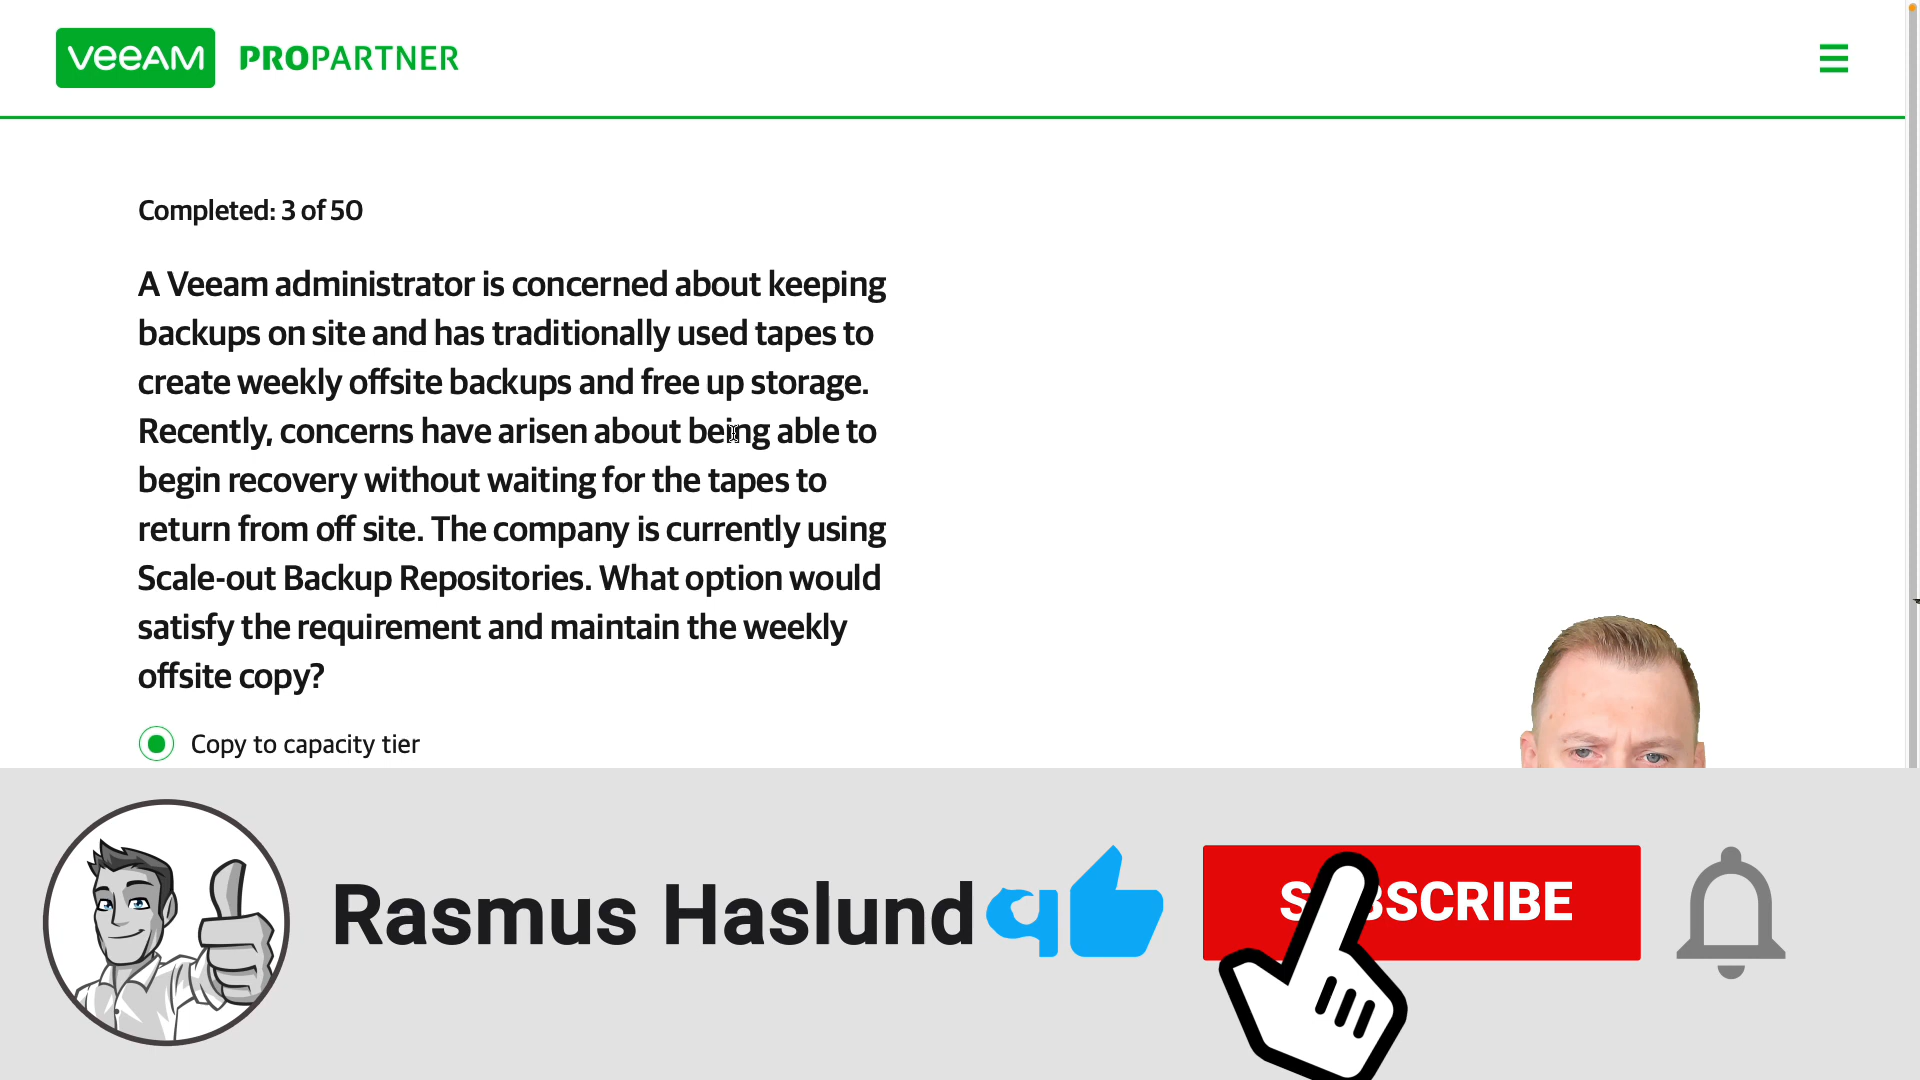 VEEAM PROPARTNER
Completed: 3 of 50
A Veeam administrator is concerned about keeping
backups on site and has traditionally used tapes to
create weekly offsite backups and free up storage.
Recently, concerns have arisen about being able to
begin recovery without waiting for the tapes to
return from off site. The company is currently using
Scale-out Backup Repositories. What option would
satisfy the requirement and maintain the weekly
offsite copy?
Copy to capacity tier
Rasmus Haslund
SUBSCRIBE